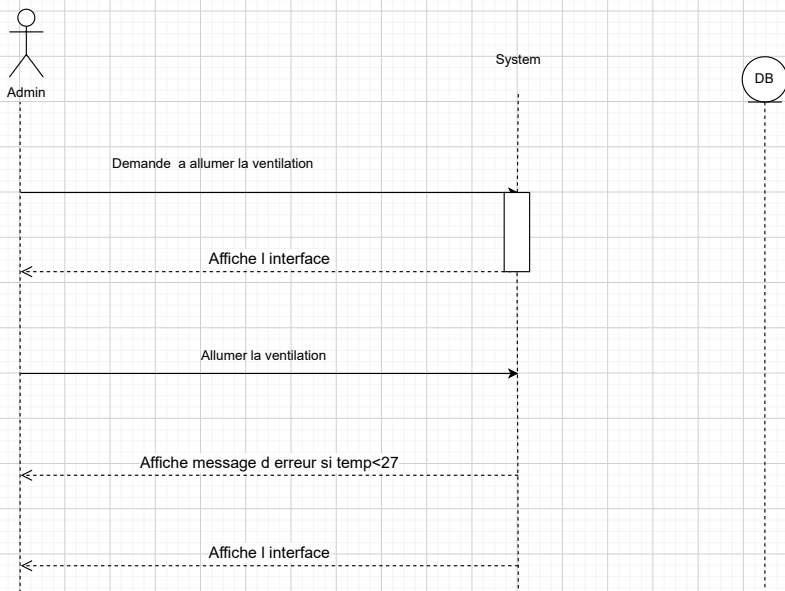 System
DB
Admin
Demande  a allumer la ventilation
Affiche l interface
Allumer la ventilation
Affiche message d erreur si temp<27
Affiche l interface